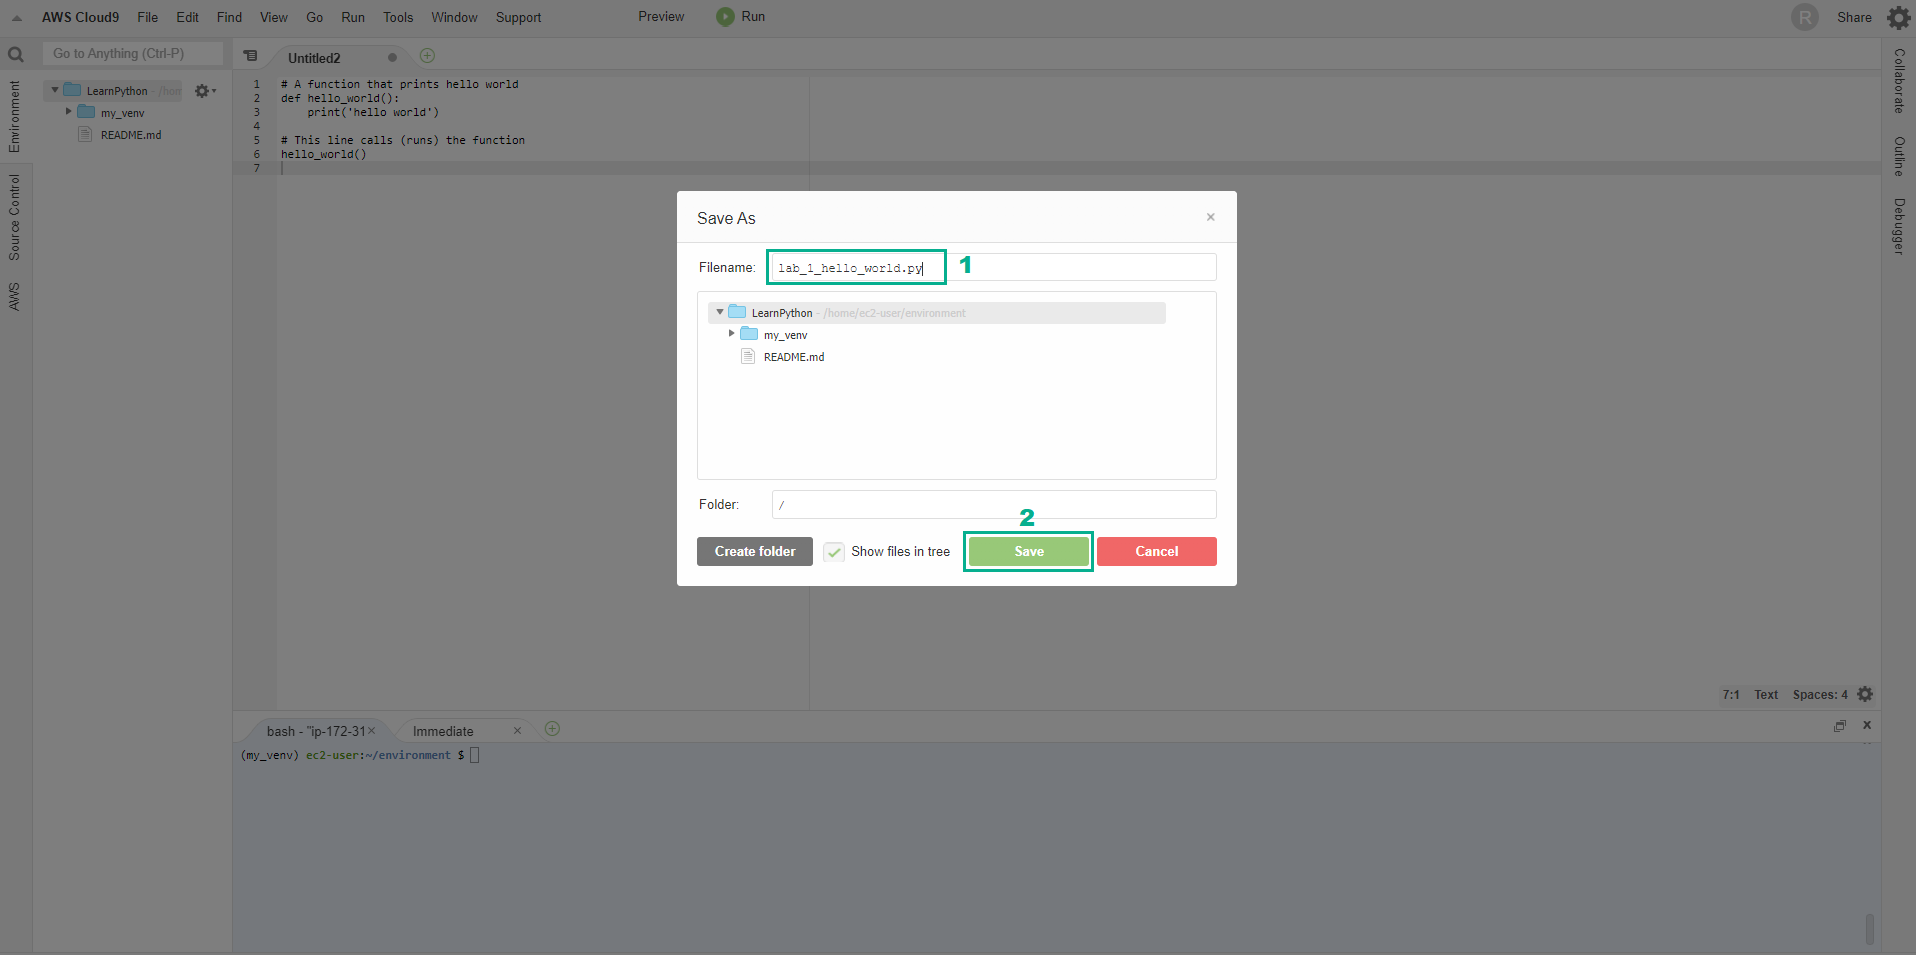 AWS Cloud9 File Edit Find View Go Run Tools Window Support Preview Run R Share
Go to Anything (Ctrl-P)
Untitled2
Environment
Source Control
AWS
LearnPython - /hom
my_venv
README.md
1 # A function that prints hello world
2 def hello_world():
3     print('hello world')
4
5 # This line calls (runs) the function
6 hello_world()
7
Save As ×
Filename: lab_1_hello_world.py 1
LearnPython - /home/ec2-user/environment
my_venv
README.md
Folder: /
2
Create folder Show files in tree Save Cancel
Collaborate
Outline
Debugger
7:1 Text Spaces: 4
bash - "ip-172-31 × Immediate ×
(my_venv) ec2-user:~/environment $